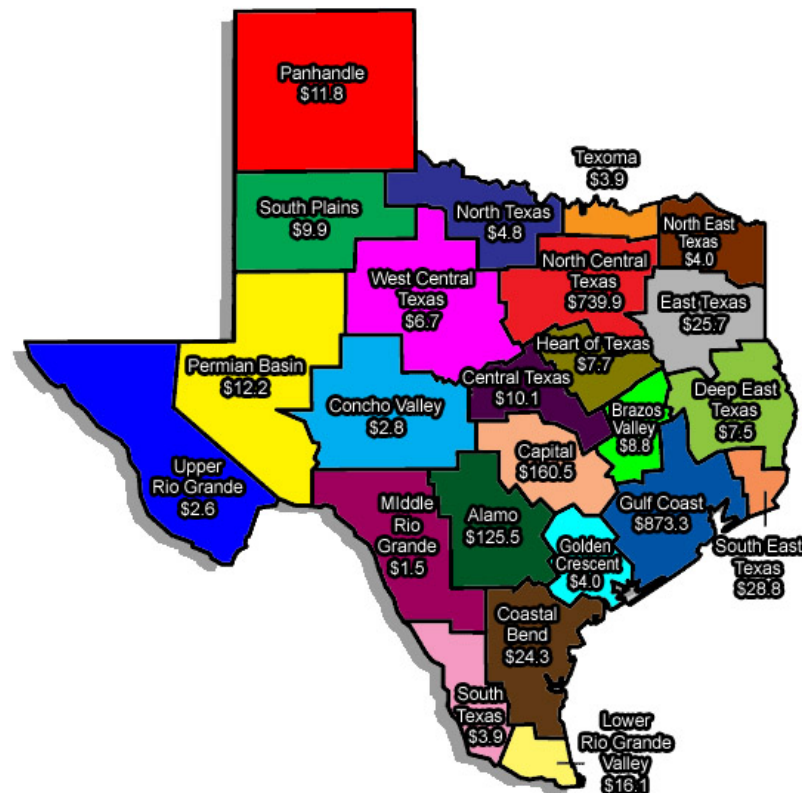 Panhandle
$11.8
Texoma
$3.9
South Plains
$9.9
North Texas
$4.8
North East
Texas
$4.0
North Central
Texas
$739.9
West Central
Texas
$6.7
East Texas
$25.7
Heart of Texas
$7.7
Permian Basin
$12.2
Central Texas
$10.1
Concho Valley
$2.8
Brazos
Valley
$8.8
Deep East
Texas
$7.5
Capital
$160.5
Upper
Rio Grande
$2.6
MIddle
Rio
Grande
$1.5
Alamo
$125.5
Gulf Coast
$873.3
Golden
Crescent
$4.0
South East
Texas
$28.8
Coastal
Bend
$24.3
South
Texas
$3.9
Lower
Rio Grande
Valley
$16.1